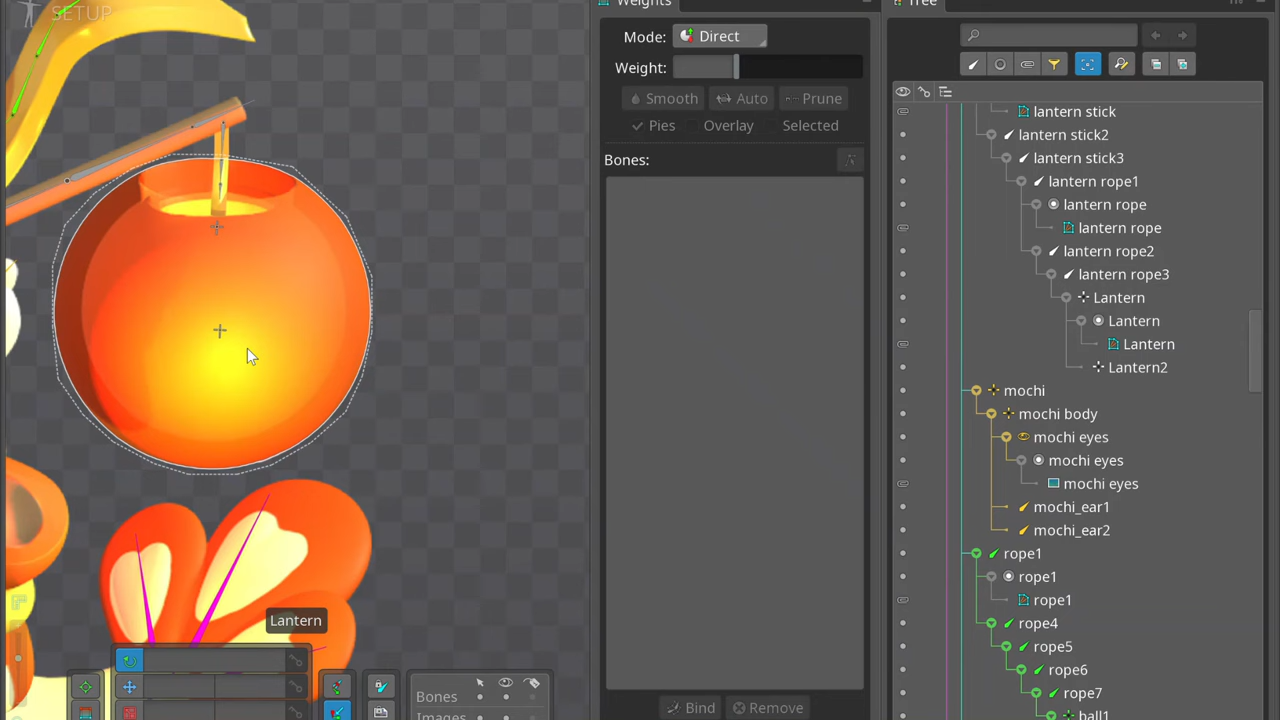 SETUP
Weights
Tree
Mode:
Direct
Weight:
Smooth
Auto
Prune
Pies
Overlay
Selected
Bones:
Bind
Remove
lantern stick
lantern stick2
lantern stick3
lantern rope1
lantern rope
lantern rope
lantern rope2
lantern rope3
Lantern
Lantern
Lantern
Lantern2
mochi
mochi body
mochi eyes
mochi eyes
mochi eyes
mochi_ear1
mochi_ear2
rope1
rope1
rope1
rope4
rope5
rope6
rope7
ball1
Lantern
Bones
Images